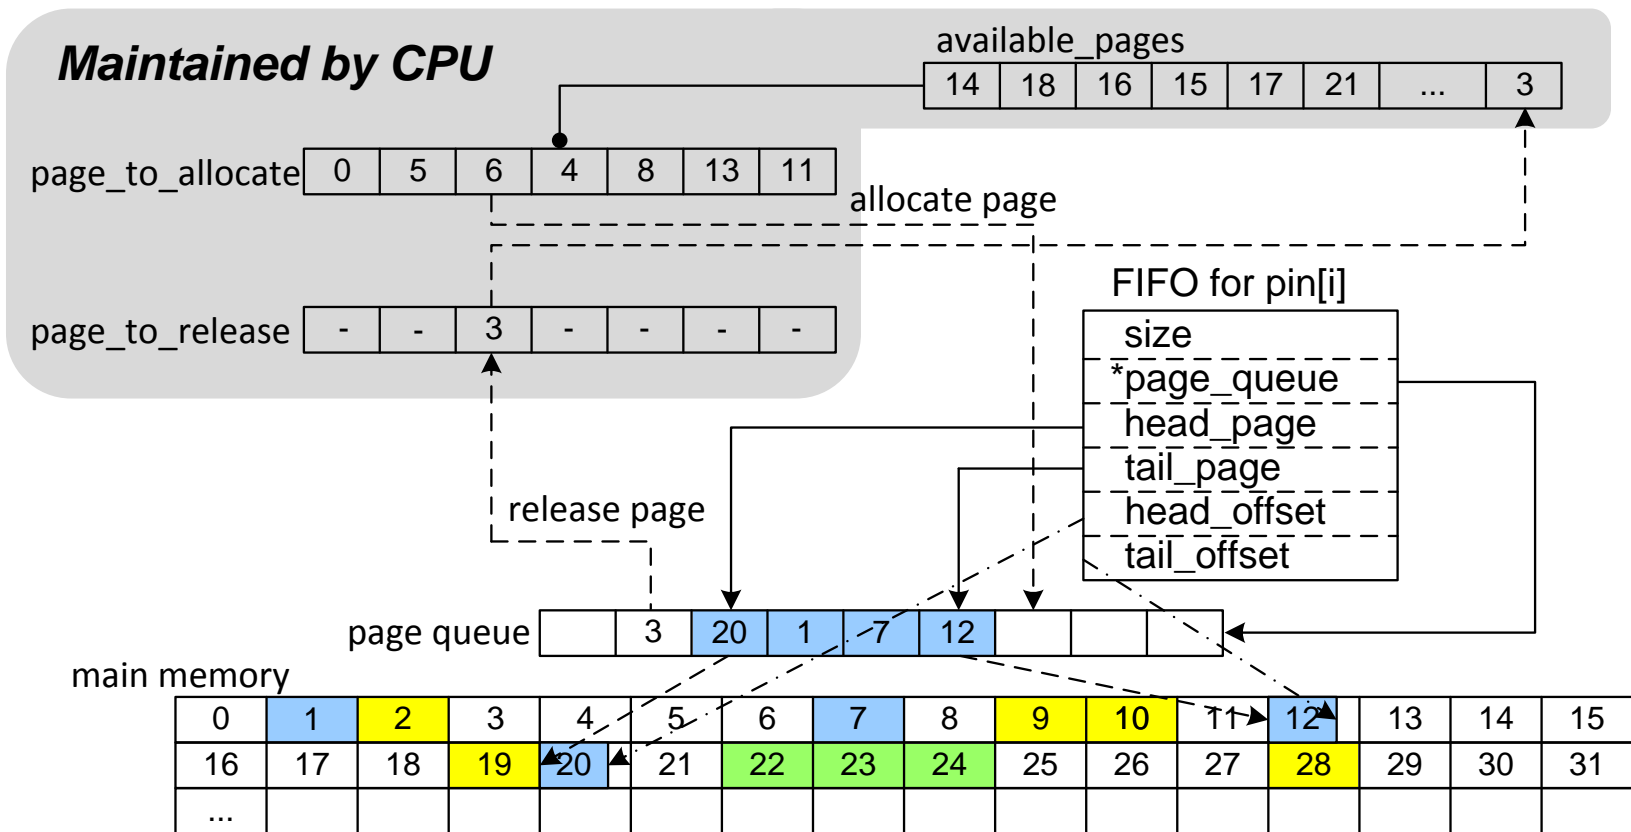 Maintained by CPU
available_pages
14 18 16 15 17 21 ... 3
page_to_allocate 0 5 6 4 8 13 11
allocate page
FIFO for pin[i]
page_to_release - - 3 - - - -
size
*page_queue
head_page
tail_page
head_offset
tail_offset
release page
page queue 3 20 1 7 12
main memory
0 1 2 3 4 5 6 7 8 9 10 11 12 13 14 15
16 17 18 19 20 21 22 23 24 25 26 27 28 29 30 31
...